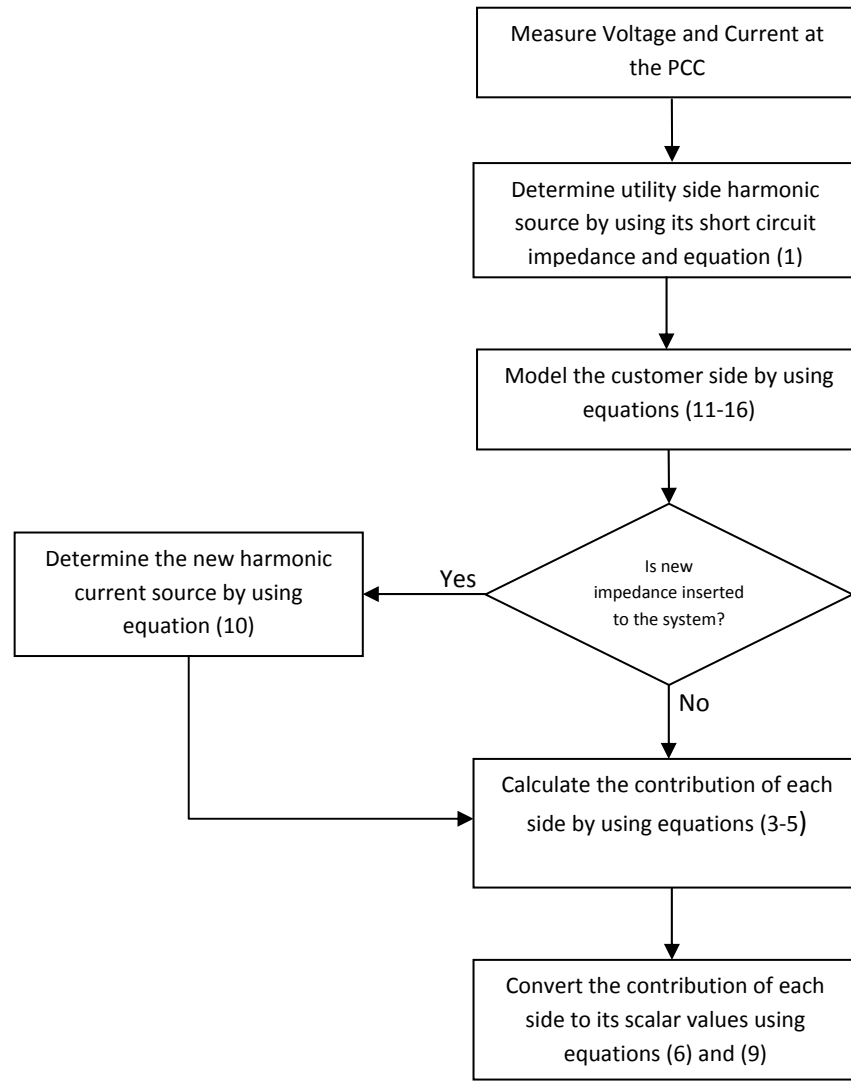 Measure Voltage and Current at
the PCC
Determine utility side harmonic
source by using its short circuit
impedance and equation (1)
Model the customer side by using
equations (11-16)
Is new
impedance inserted
to the system?
Yes
Determine the new harmonic
current source by using
equation (10)
No
Calculate the contribution of each
side by using equations (3-5)
Convert the contribution of each
side to its scalar values using
equations (6) and (9)